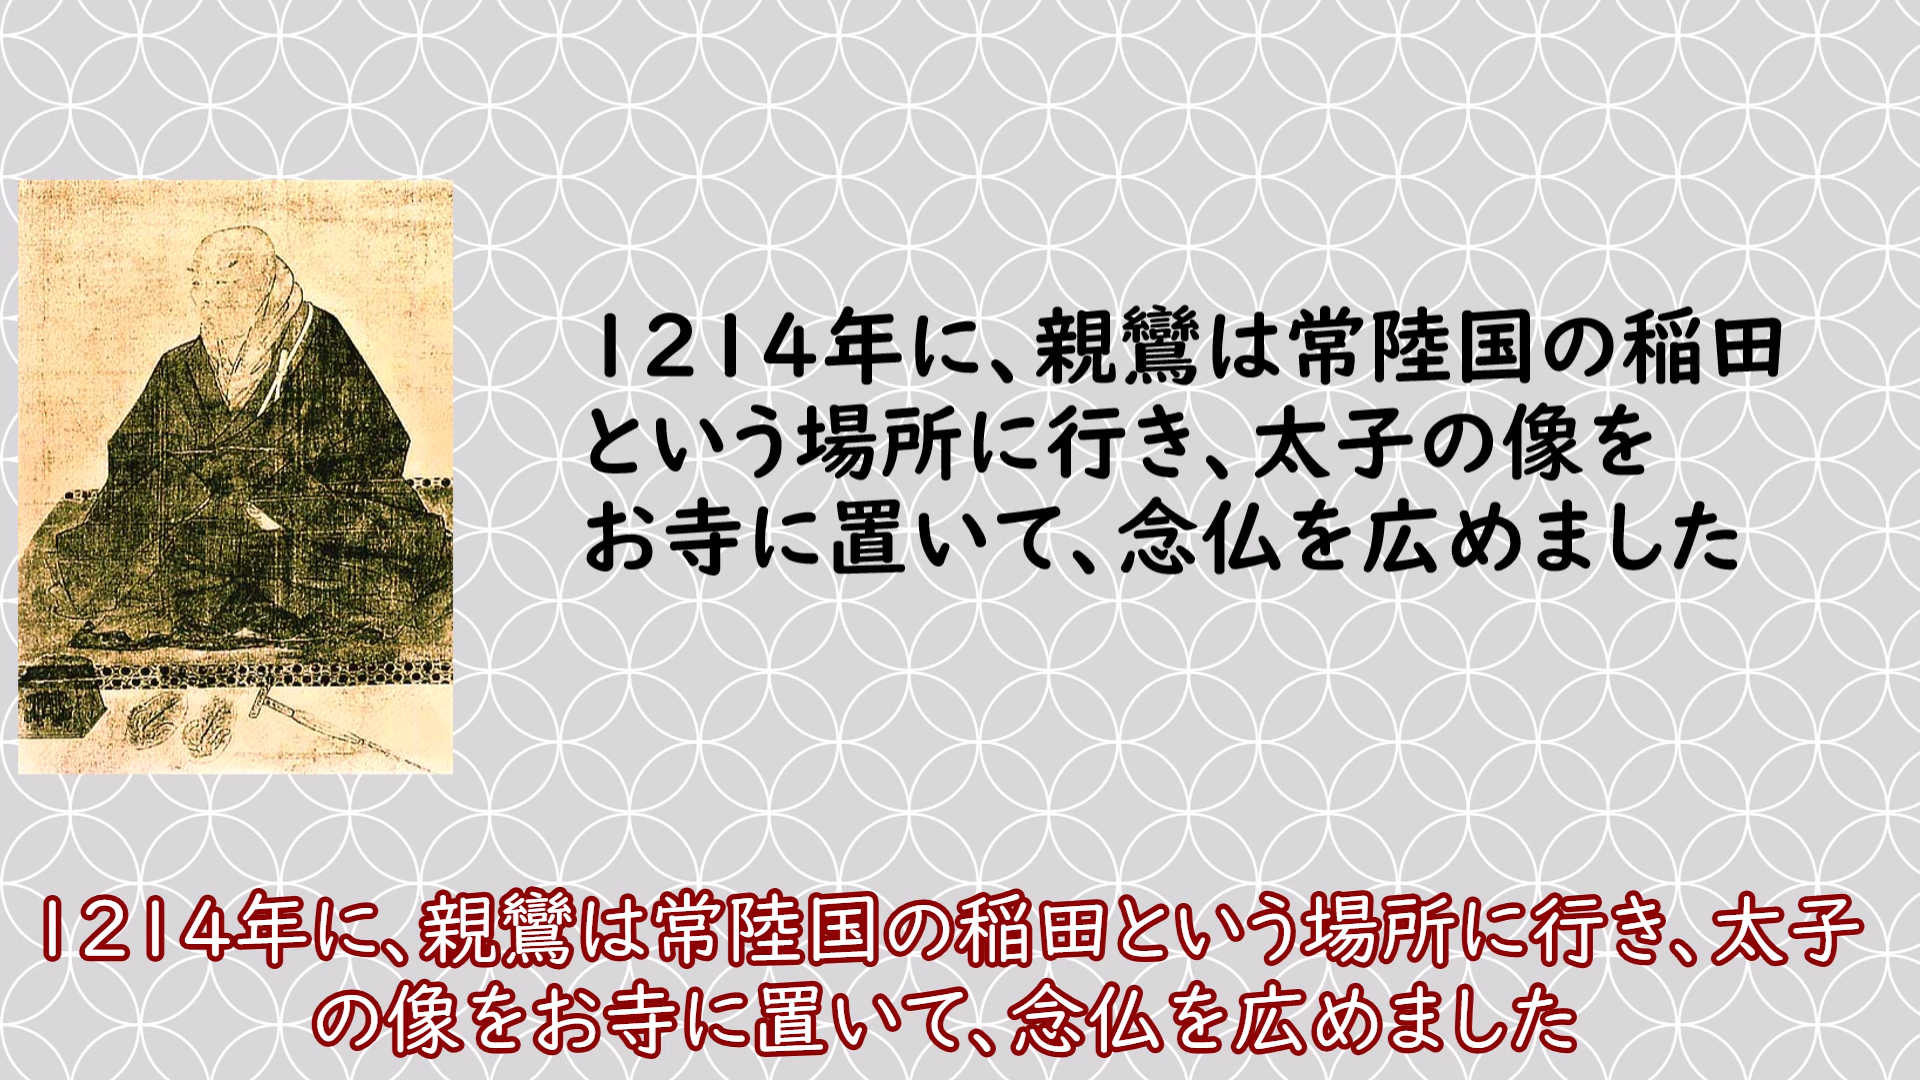 1214年に、親鸞は常陸国の稲田
という場所に行き、太子の像を
お寺に置いて、念仏を広めました
1214年に、親鸞は常陸国の稲田という場所に行き、太子
の像をお寺に置いて、念仏を広めました